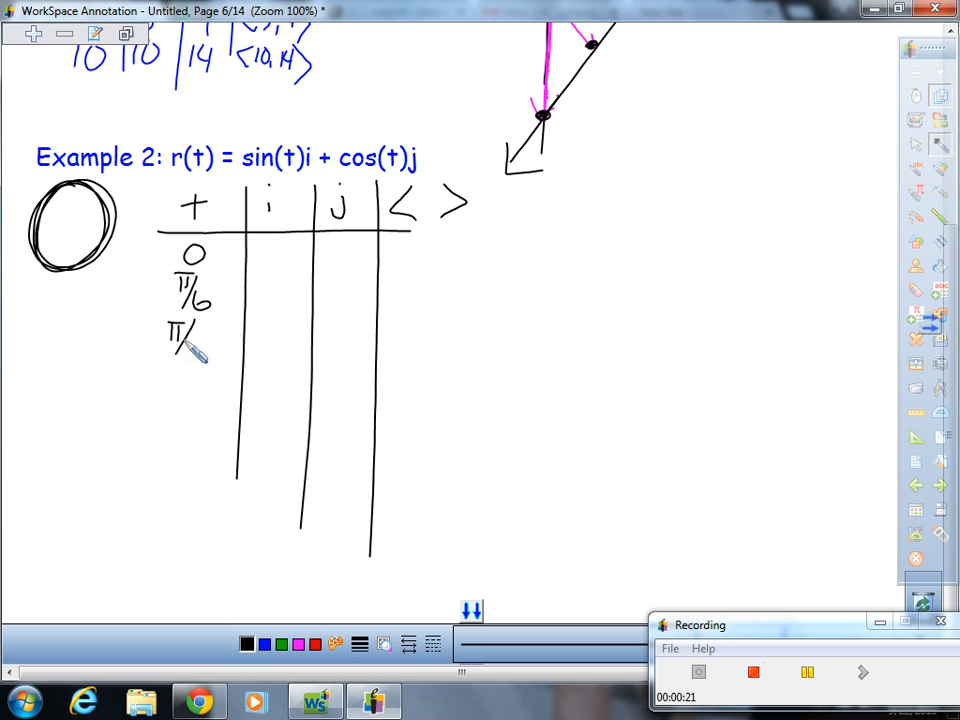 WorkSpace Annotation - Untitled, Page 6/14 (Zoom 100%) *
10 | 10 | 14 | <10,14>
Example 2: r(t) = sin(t)i + cos(t)j
t i j < >
0
π/6
π/
Recording
File Help
00:00:21